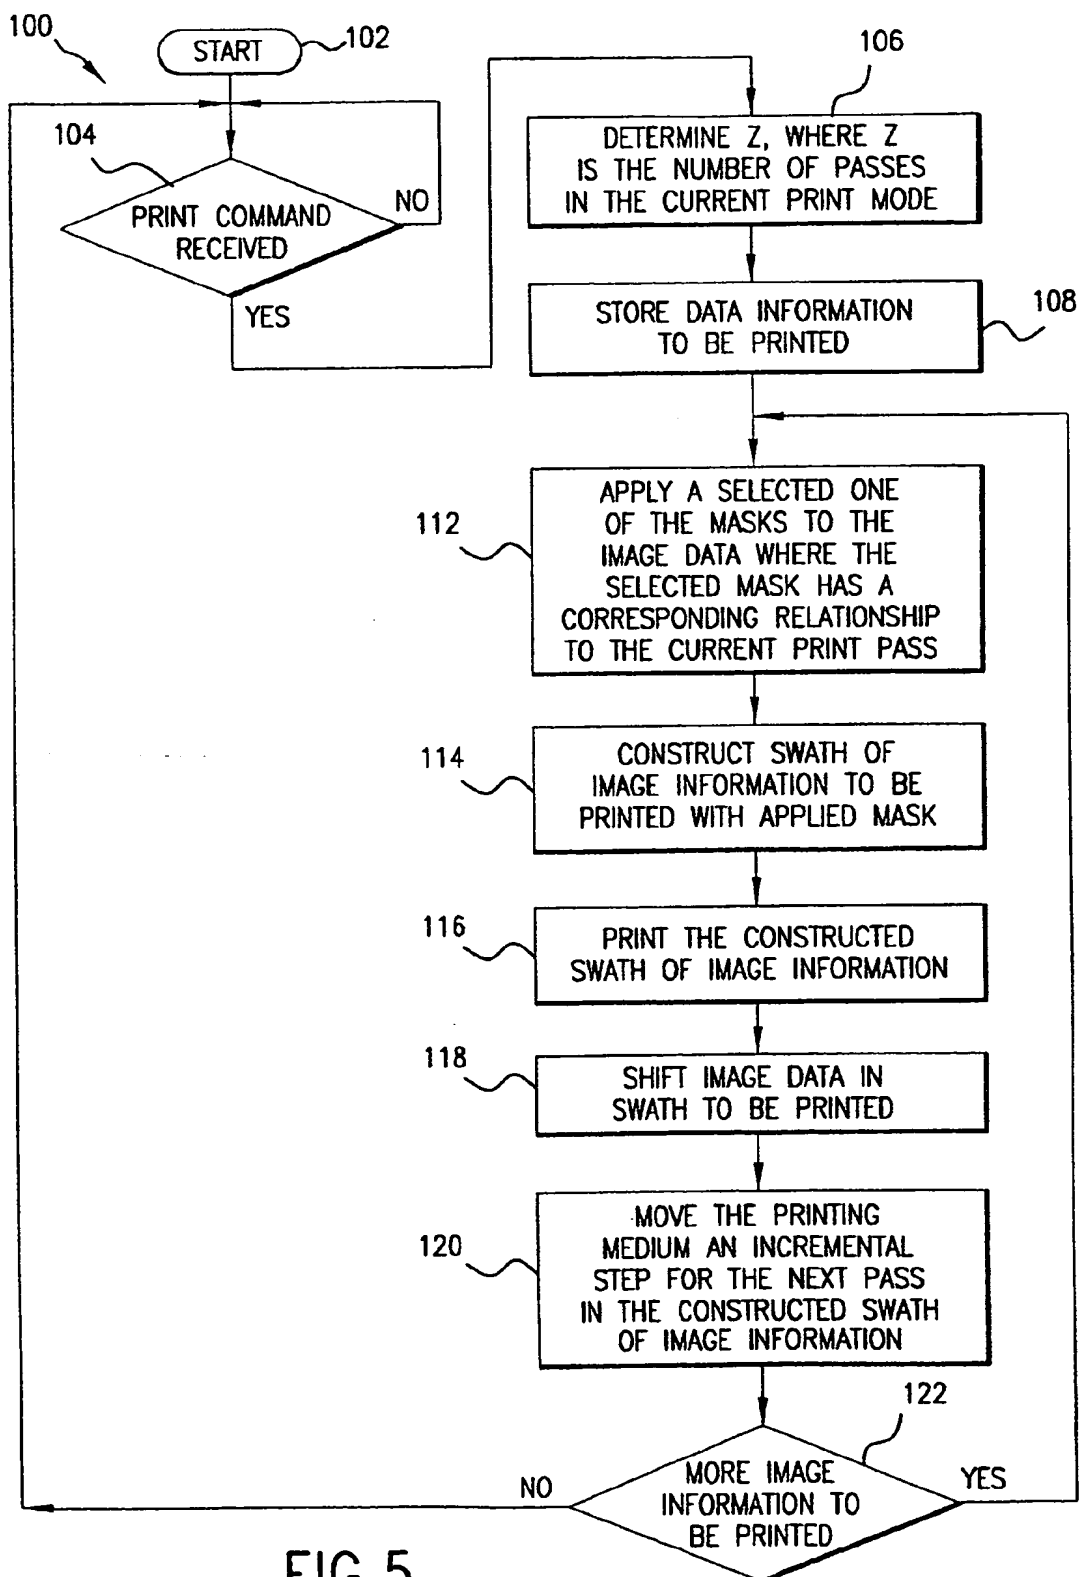 100
START
102
104
PRINT COMMAND
RECEIVED
NO
YES
106
DETERMINE Z, WHERE Z
IS THE NUMBER OF PASSES
IN THE CURRENT PRINT MODE
STORE DATA INFORMATION
TO BE PRINTED
108
112
APPLY A SELECTED ONE
OF THE MASKS TO THE
IMAGE DATA WHERE THE
SELECTED MASK HAS A
CORRESPONDING RELATIONSHIP
TO THE CURRENT PRINT PASS
114
CONSTRUCT SWATH OF
IMAGE INFORMATION TO BE
PRINTED WITH APPLIED MASK
116
PRINT THE CONSTRUCTED
SWATH OF IMAGE INFORMATION
118
SHIFT IMAGE DATA IN
SWATH TO BE PRINTED
120
MOVE THE PRINTING
MEDIUM AN INCREMENTAL
STEP FOR THE NEXT PASS
IN THE CONSTRUCTED SWATH
OF IMAGE INFORMATION
122
MORE IMAGE
INFORMATION TO
BE PRINTED
NO
YES
FIG 5